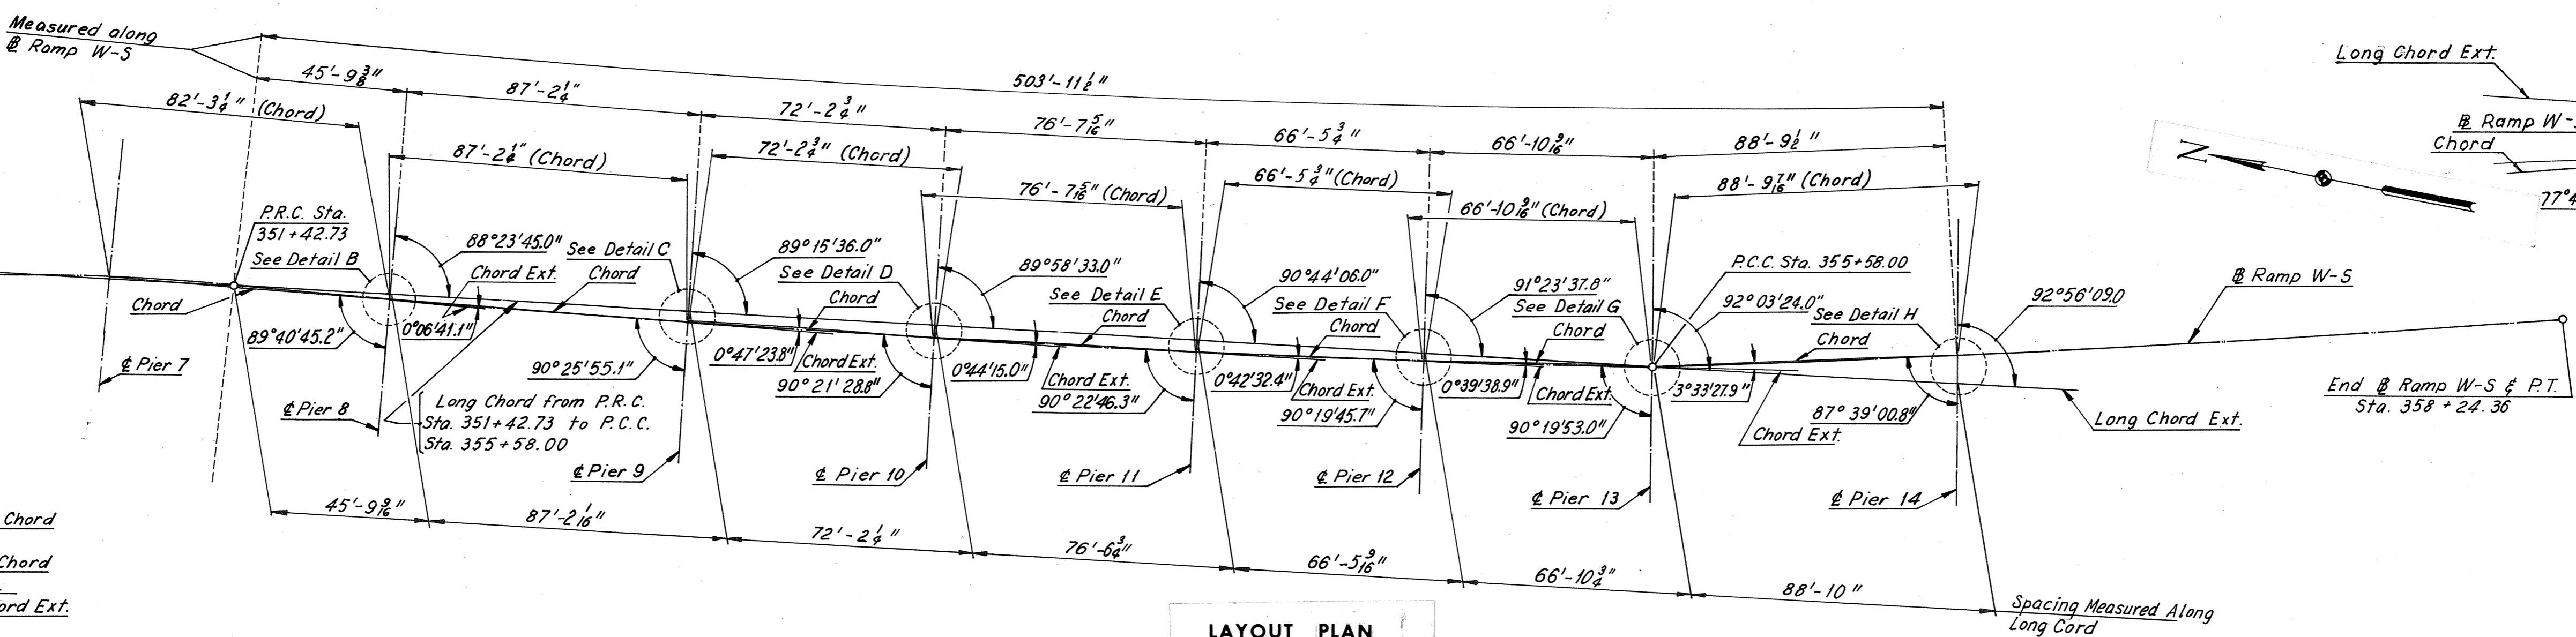 Measured along
℄ Ramp W-S
503'-11 1/2"
45'-9 3/8"
87'-2 1/4"
72'-2 3/4"
76'-7 5/16"
66'-5 3/4"
66'-10 9/16"
88'-9 1/2"
82'-3 1/4" (Chord)
87'-2 1/4" (Chord)
72'-2 3/4" (Chord)
76'-7 5/16" (Chord)
66'-5 3/4" (Chord)
66'-10 9/16" (Chord)
88'-9 7/16" (Chord)
Long Chord Ext.
Chord
N
P.R.C. Sta.
351+42.73
See Detail B
88°23'45.0"
Chord Ext.
See Detail C
Chord
89°15'36.0"
See Detail D
Chord
89°58'33.0"
See Detail E
Chord
90°44'06.0"
See Detail F
Chord
91°23'37.8"
See Detail G
Chord
P.C.C. Sta. 355+58.00
92°03'24.0"
See Detail H
Chord
92°56'09.0
℄ Ramp W-S
Chord
89°40'45.2"
0°06'41.1"
90°25'55.1"
0°47'23.8"
Chord Ext.
90°21'28.8"
0°44'15.0"
Chord Ext.
90°22'46.3"
0°42'32.4"
Chord Ext.
90°19'45.7"
0°39'38.9"
Chord Ext.
90°19'53.0"
3°33'27.9"
Chord Ext.
87°39'00.8"
Long Chord Ext.
End ℄ Ramp W-S & P.T.
Sta. 358+24.36
℄ Pier 7
℄ Pier 8
Long Chord from P.R.C.
Sta. 351+42.73 to P.C.C.
Sta. 355+58.00
℄ Pier 9
℄ Pier 10
℄ Pier 11
℄ Pier 12
℄ Pier 13
℄ Pier 14
45'-9 9/16"
87'-2 1/16"
72'-2 1/4"
76'-6 3/4"
66'-5 9/16"
66'-10 3/4"
88'-10"
Spacing Measured Along
Long Cord
Chord
Chord
LAYOUT PLAN